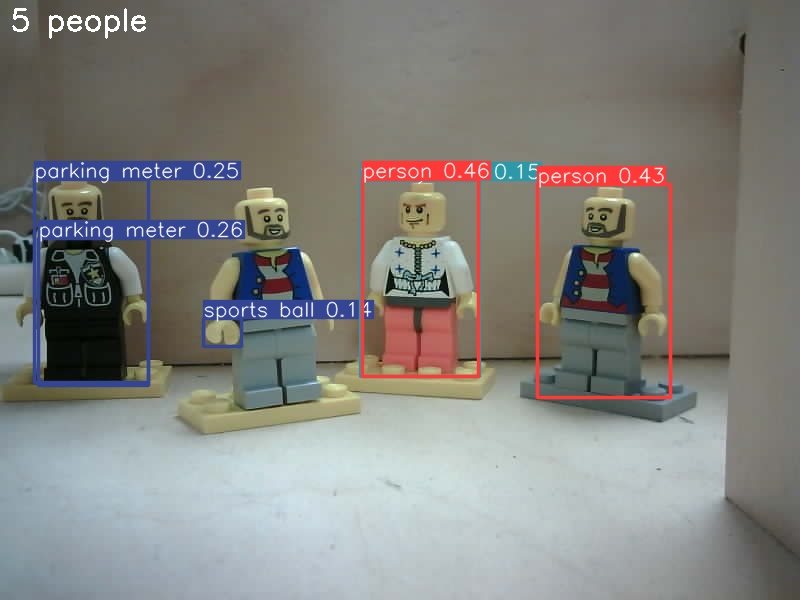 5 people
parking meter 0.25
person 0.46
0.15
person 0.43
parking meter 0.26
sports ball 0.14